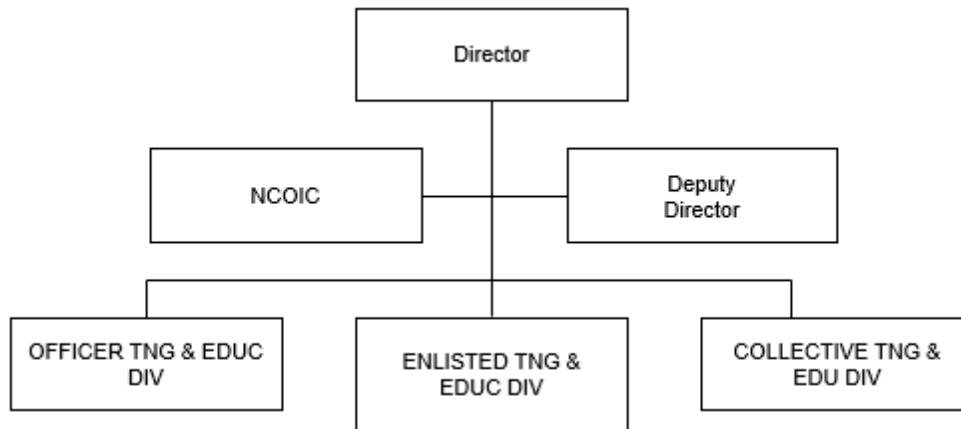 Director
NCOIC
Deputy
Director
OFFICER TNG & EDUC
DIV
ENLISTED TNG &
EDUC DIV
COLLECTIVE TNG &
EDU DIV